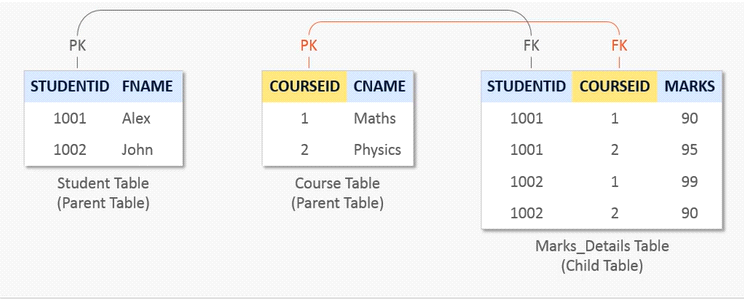 PK PK FK FK
STUDENTID FNAME
1001 Alex
1002 John
Student Table
(Parent Table)
COURSEID CNAME
1 Maths
2 Physics
Course Table
(Parent Table)
STUDENTID COURSEID MARKS
1001 1 90
1001 2 95
1002 1 99
1002 2 90
Marks_Details Table
(Child Table)